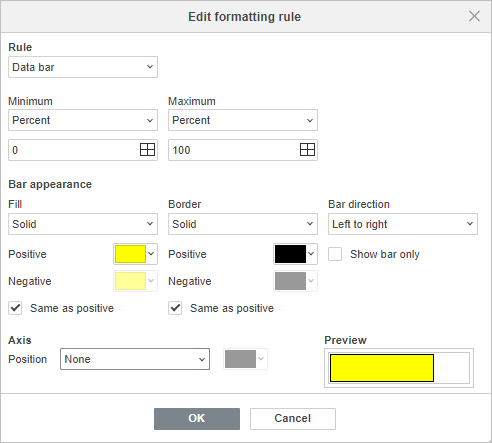 Edit formatting rule
Rule
Data bar
Minimum Maximum
Percent Percent
0 100
Bar appearance
Fill Border Bar direction
Solid Solid Left to right
Positive Positive Show bar only
Negative Negative
Same as positive Same as positive
Axis Preview
Position None
OK Cancel